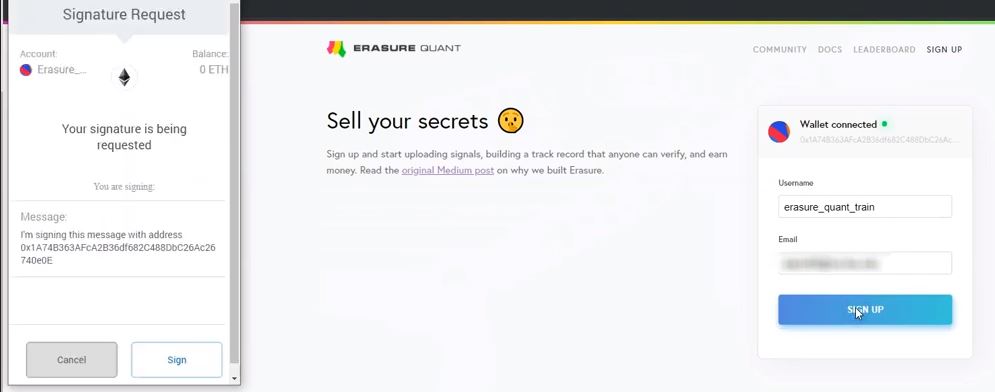 Signature Request
Account:
Balance:
Erasure_...
0 ETH
Your signature is being
requested
You are signing:
Message:
I'm signing this message with address
0x1A74B363AFcA2B36df682C488DbC26Ac26
740e0E
Cancel
Sign
ERASURE QUANT
COMMUNITY
DOCS
LEADERBOARD
SIGN UP
Sell your secrets
Sign up and start uploading signals, building a track record that anyone can verify, and earn
money. Read the original Medium post on why we built Erasure.
Wallet connected
0x1A74B363AFcA2B36df682C488DbC26Ac...
Username
erasure_quant_train
Email
SIGN UP